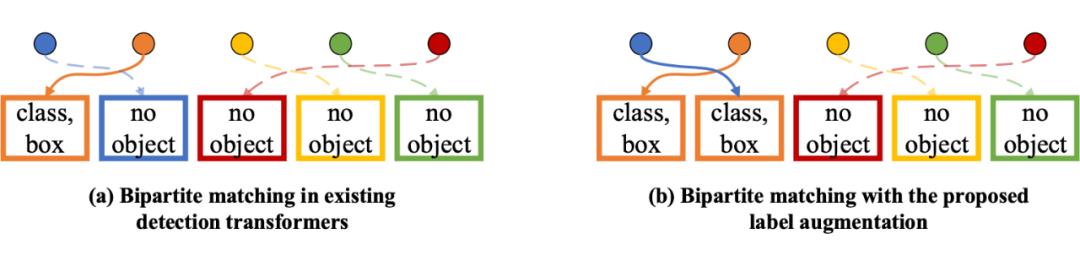 class, box
no object
no object
no object
no object
class, box
class, box
no object
no object
no object
(a) Bipartite matching in existing
detection transformers
(b) Bipartite matching with the proposed
label augmentation